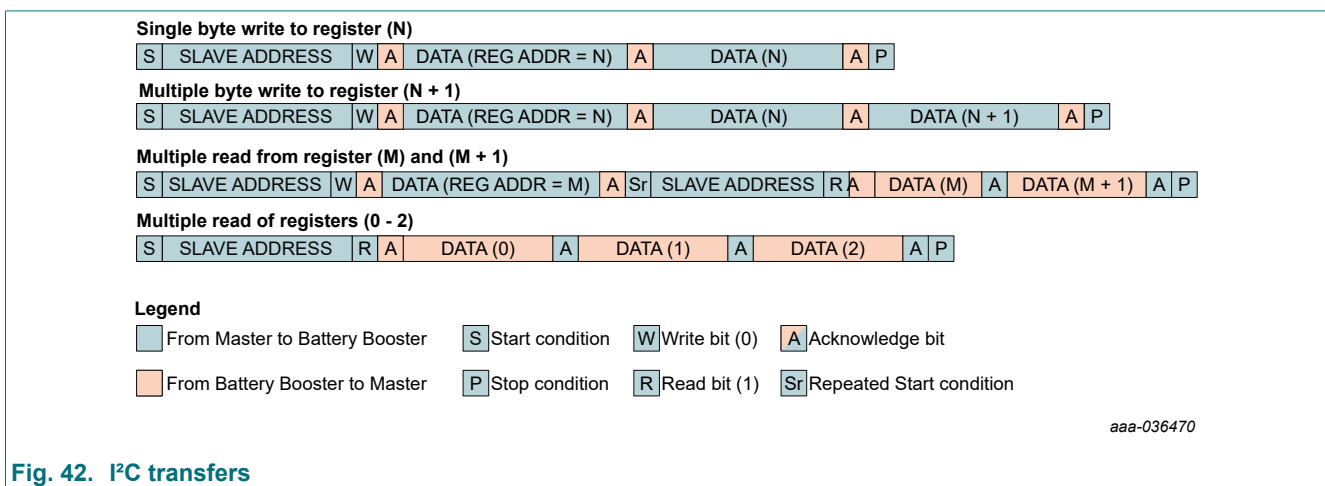 Single byte write to register (N)
S SLAVE ADDRESS W A DATA (REG ADDR = N) A DATA (N) A P
Multiple byte write to register (N + 1)
S SLAVE ADDRESS W A DATA (REG ADDR = N) A DATA (N) A DATA (N + 1) A P
Multiple read from register (M) and (M + 1)
S SLAVE ADDRESS W A DATA (REG ADDR = M) A Sr SLAVE ADDRESS R A DATA (M) A DATA (M + 1) A P
Multiple read of registers (0 - 2)
S SLAVE ADDRESS R A DATA (0) A DATA (1) A DATA (2) A P
Legend
From Master to Battery Booster S Start condition W Write bit (0) A Acknowledge bit
From Battery Booster to Master P Stop condition R Read bit (1) Sr Repeated Start condition
aaa-036470
Fig. 42. I²C transfers